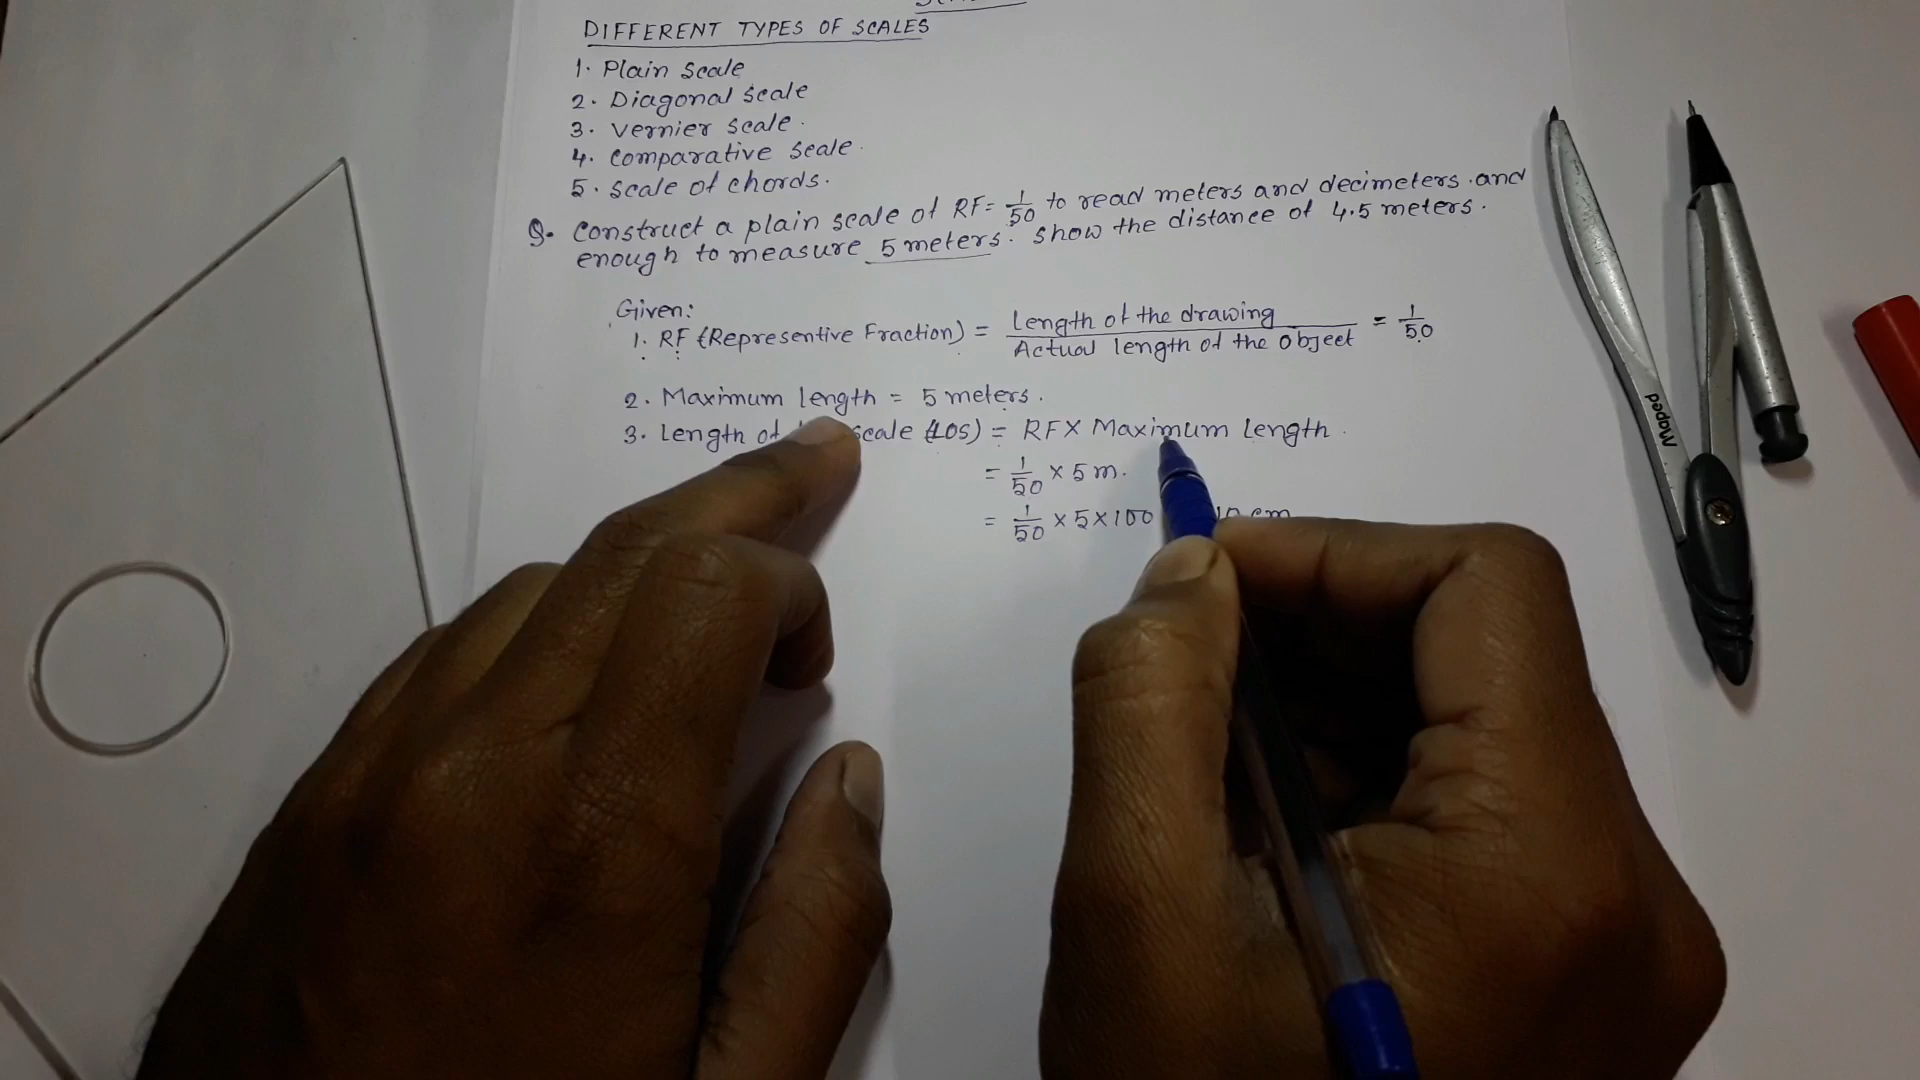 DIFFERENT TYPES OF SCALES
1. Plain scale
2. Diagonal scale
3. Vernier scale.
4. comparative scale.
5. scale of chords.
Q. construct a plain scale of RF= 1/50 to read meters and decimeters.and
enough to measure 5 meters. show the distance of 4.5 meters.
Given:
1. RF (Representive Fraction) = Length of the drawing / Actual length of the object = 1/50
2. Maximum length = 5 meters.
3. Length of scale (LOS) = RF X Maximum Length.
= 1/50 × 5 m.
= 1/50 × 5 × 100 10 cm
Maped